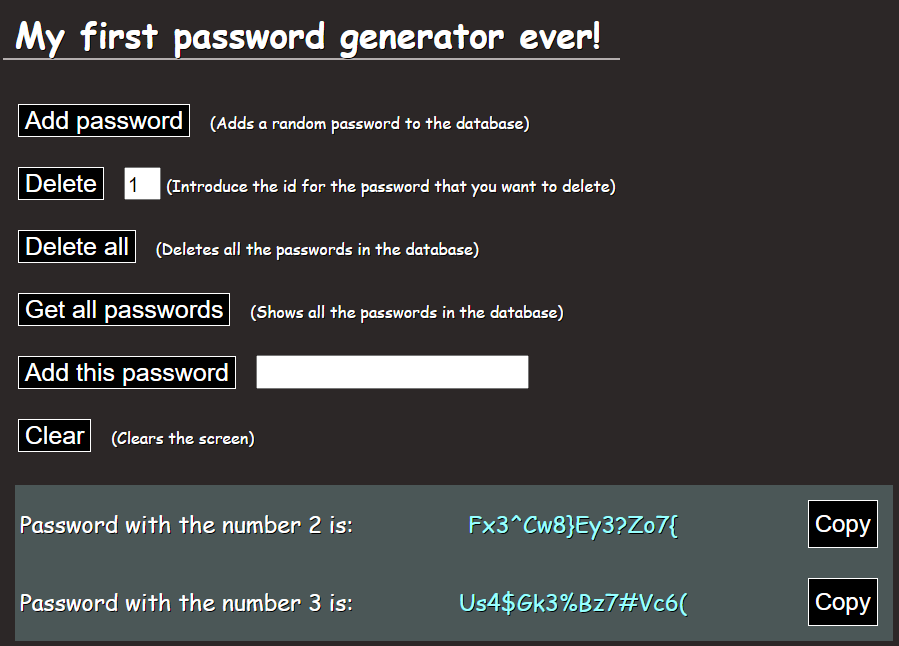 My first password generator ever!
Add password (Adds a random password to the database)
Delete 1 (Introduce the id for the password that you want to delete)
Delete all (Deletes all the passwords in the database)
Get all passwords (Shows all the passwords in the database)
Add this password
Clear (Clears the screen)
Password with the number 2 is: Fx3^Cw8}Ey3?Zo7{ Copy
Password with the number 3 is: Us4$Gk3%Bz7#Vc6( Copy